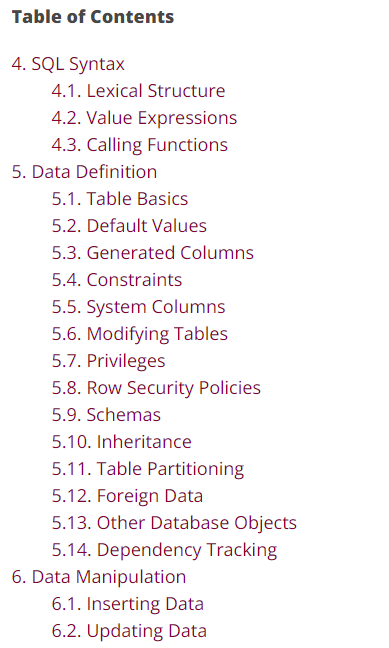 Table of Contents
4. SQL Syntax
4.1. Lexical Structure
4.2. Value Expressions
4.3. Calling Functions
5. Data Definition
5.1. Table Basics
5.2. Default Values
5.3. Generated Columns
5.4. Constraints
5.5. System Columns
5.6. Modifying Tables
5.7. Privileges
5.8. Row Security Policies
5.9. Schemas
5.10. Inheritance
5.11. Table Partitioning
5.12. Foreign Data
5.13. Other Database Objects
5.14. Dependency Tracking
6. Data Manipulation
6.1. Inserting Data
6.2. Updating Data